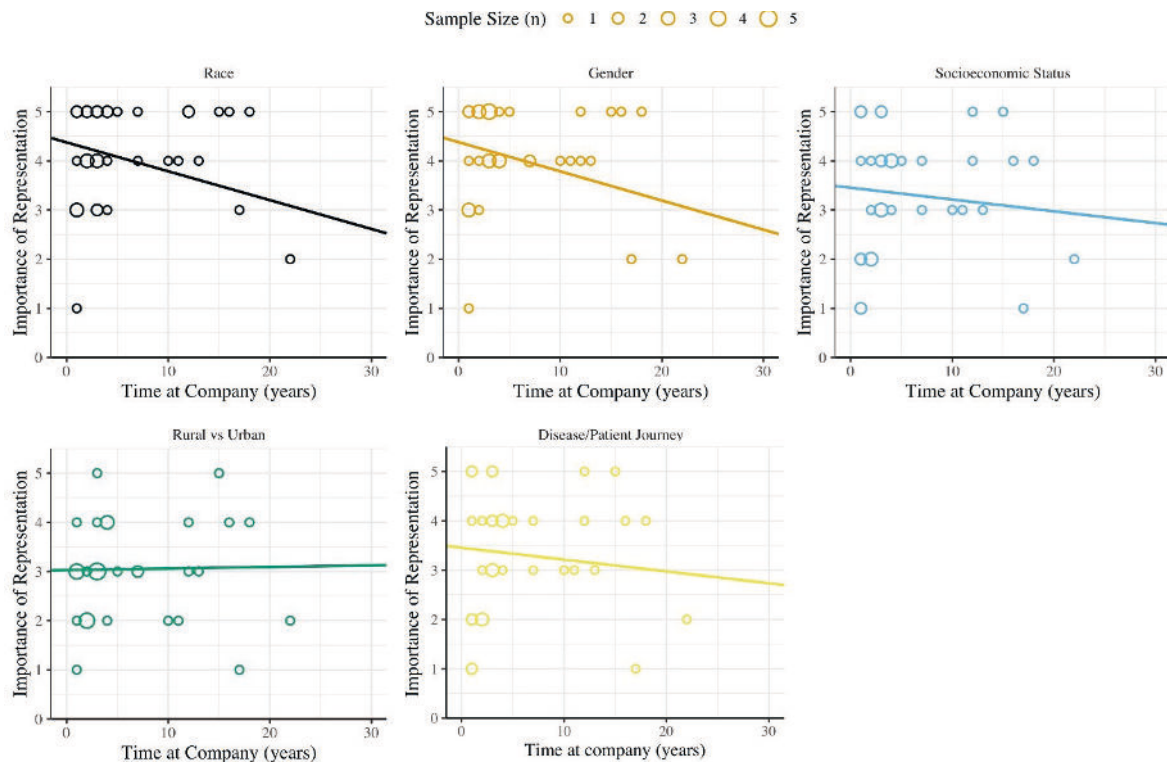 Sample Size (n) 1 2 3 4 5
Race
Importance of Representation
5
4
3
2
1
0
0 10 20 30
Time at Company (years)
Gender
Importance of Representation
5
4
3
2
1
0
0 10 20 30
Time at Company (years)
Socioeconomic Status
Importance of Representation
5
4
3
2
1
0
0 10 20 30
Time at Company (years)
Rural vs Urban
Importance of Representation
5
4
3
2
1
0
0 10 20 30
Time at Company (years)
Disease/Patient Journey
Importance of Representation
5
4
3
2
1
0
0 10 20 30
Time at company (years)